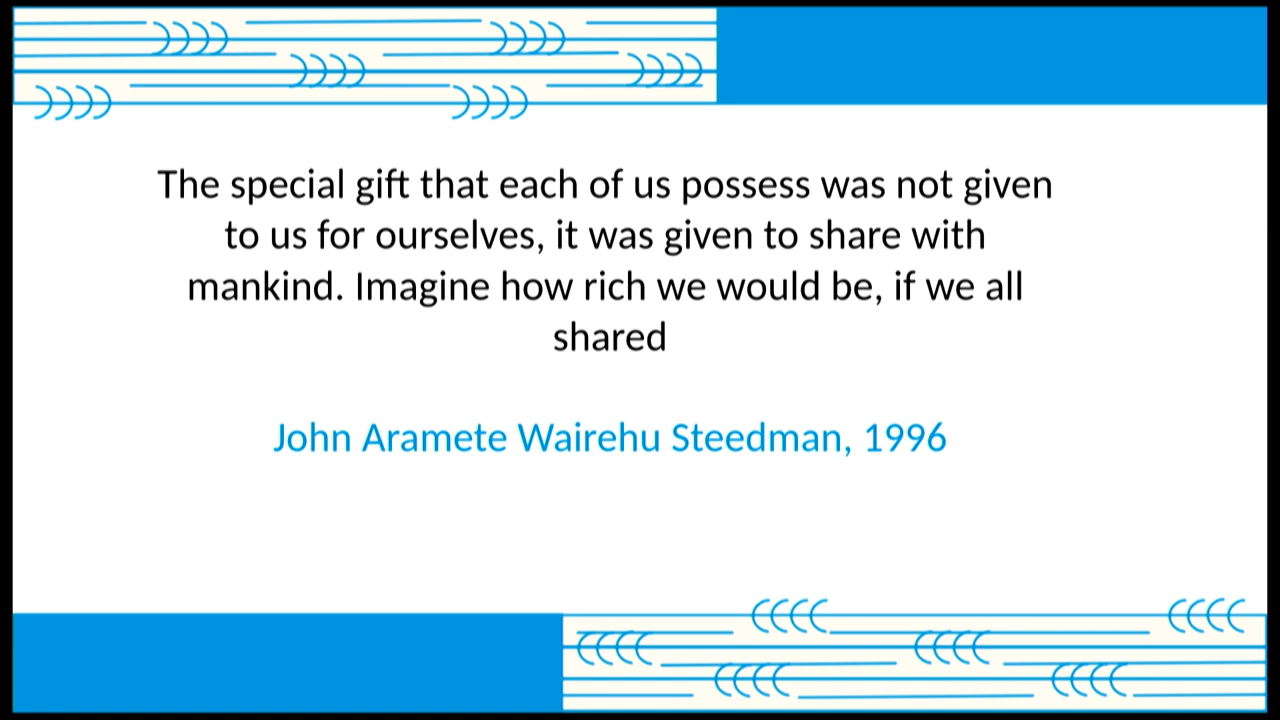 The special gift that each of us possess was not given
to us for ourselves, it was given to share with
mankind. Imagine how rich we would be, if we all
shared
John Aramete Wairehu Steedman, 1996